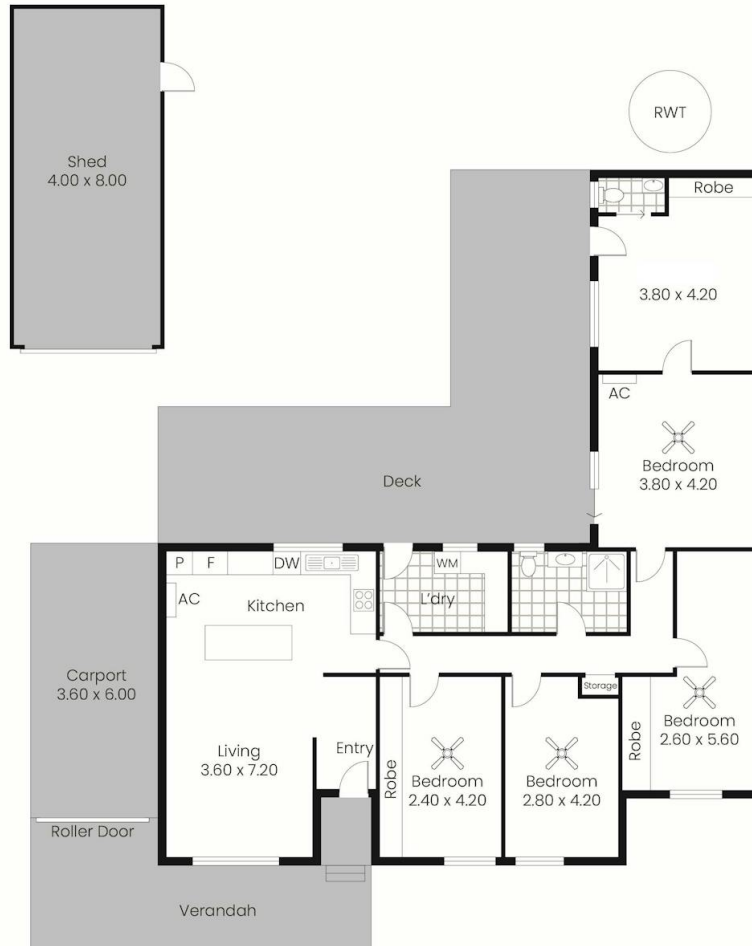 Shed
4.00 x 8.00
RWT
Robe
3.80 x 4.20
AC
Bedroom
3.80 x 4.20
Deck
P
F
DW
WM
AC
Kitchen
L'dry
Carport
3.60 x 6.00
Storage
Living
3.60 x 7.20
Entry
Robe
Bedroom
2.40 x 4.20
Bedroom
2.80 x 4.20
Robe
Bedroom
2.60 x 5.60
Roller Door
Verandah